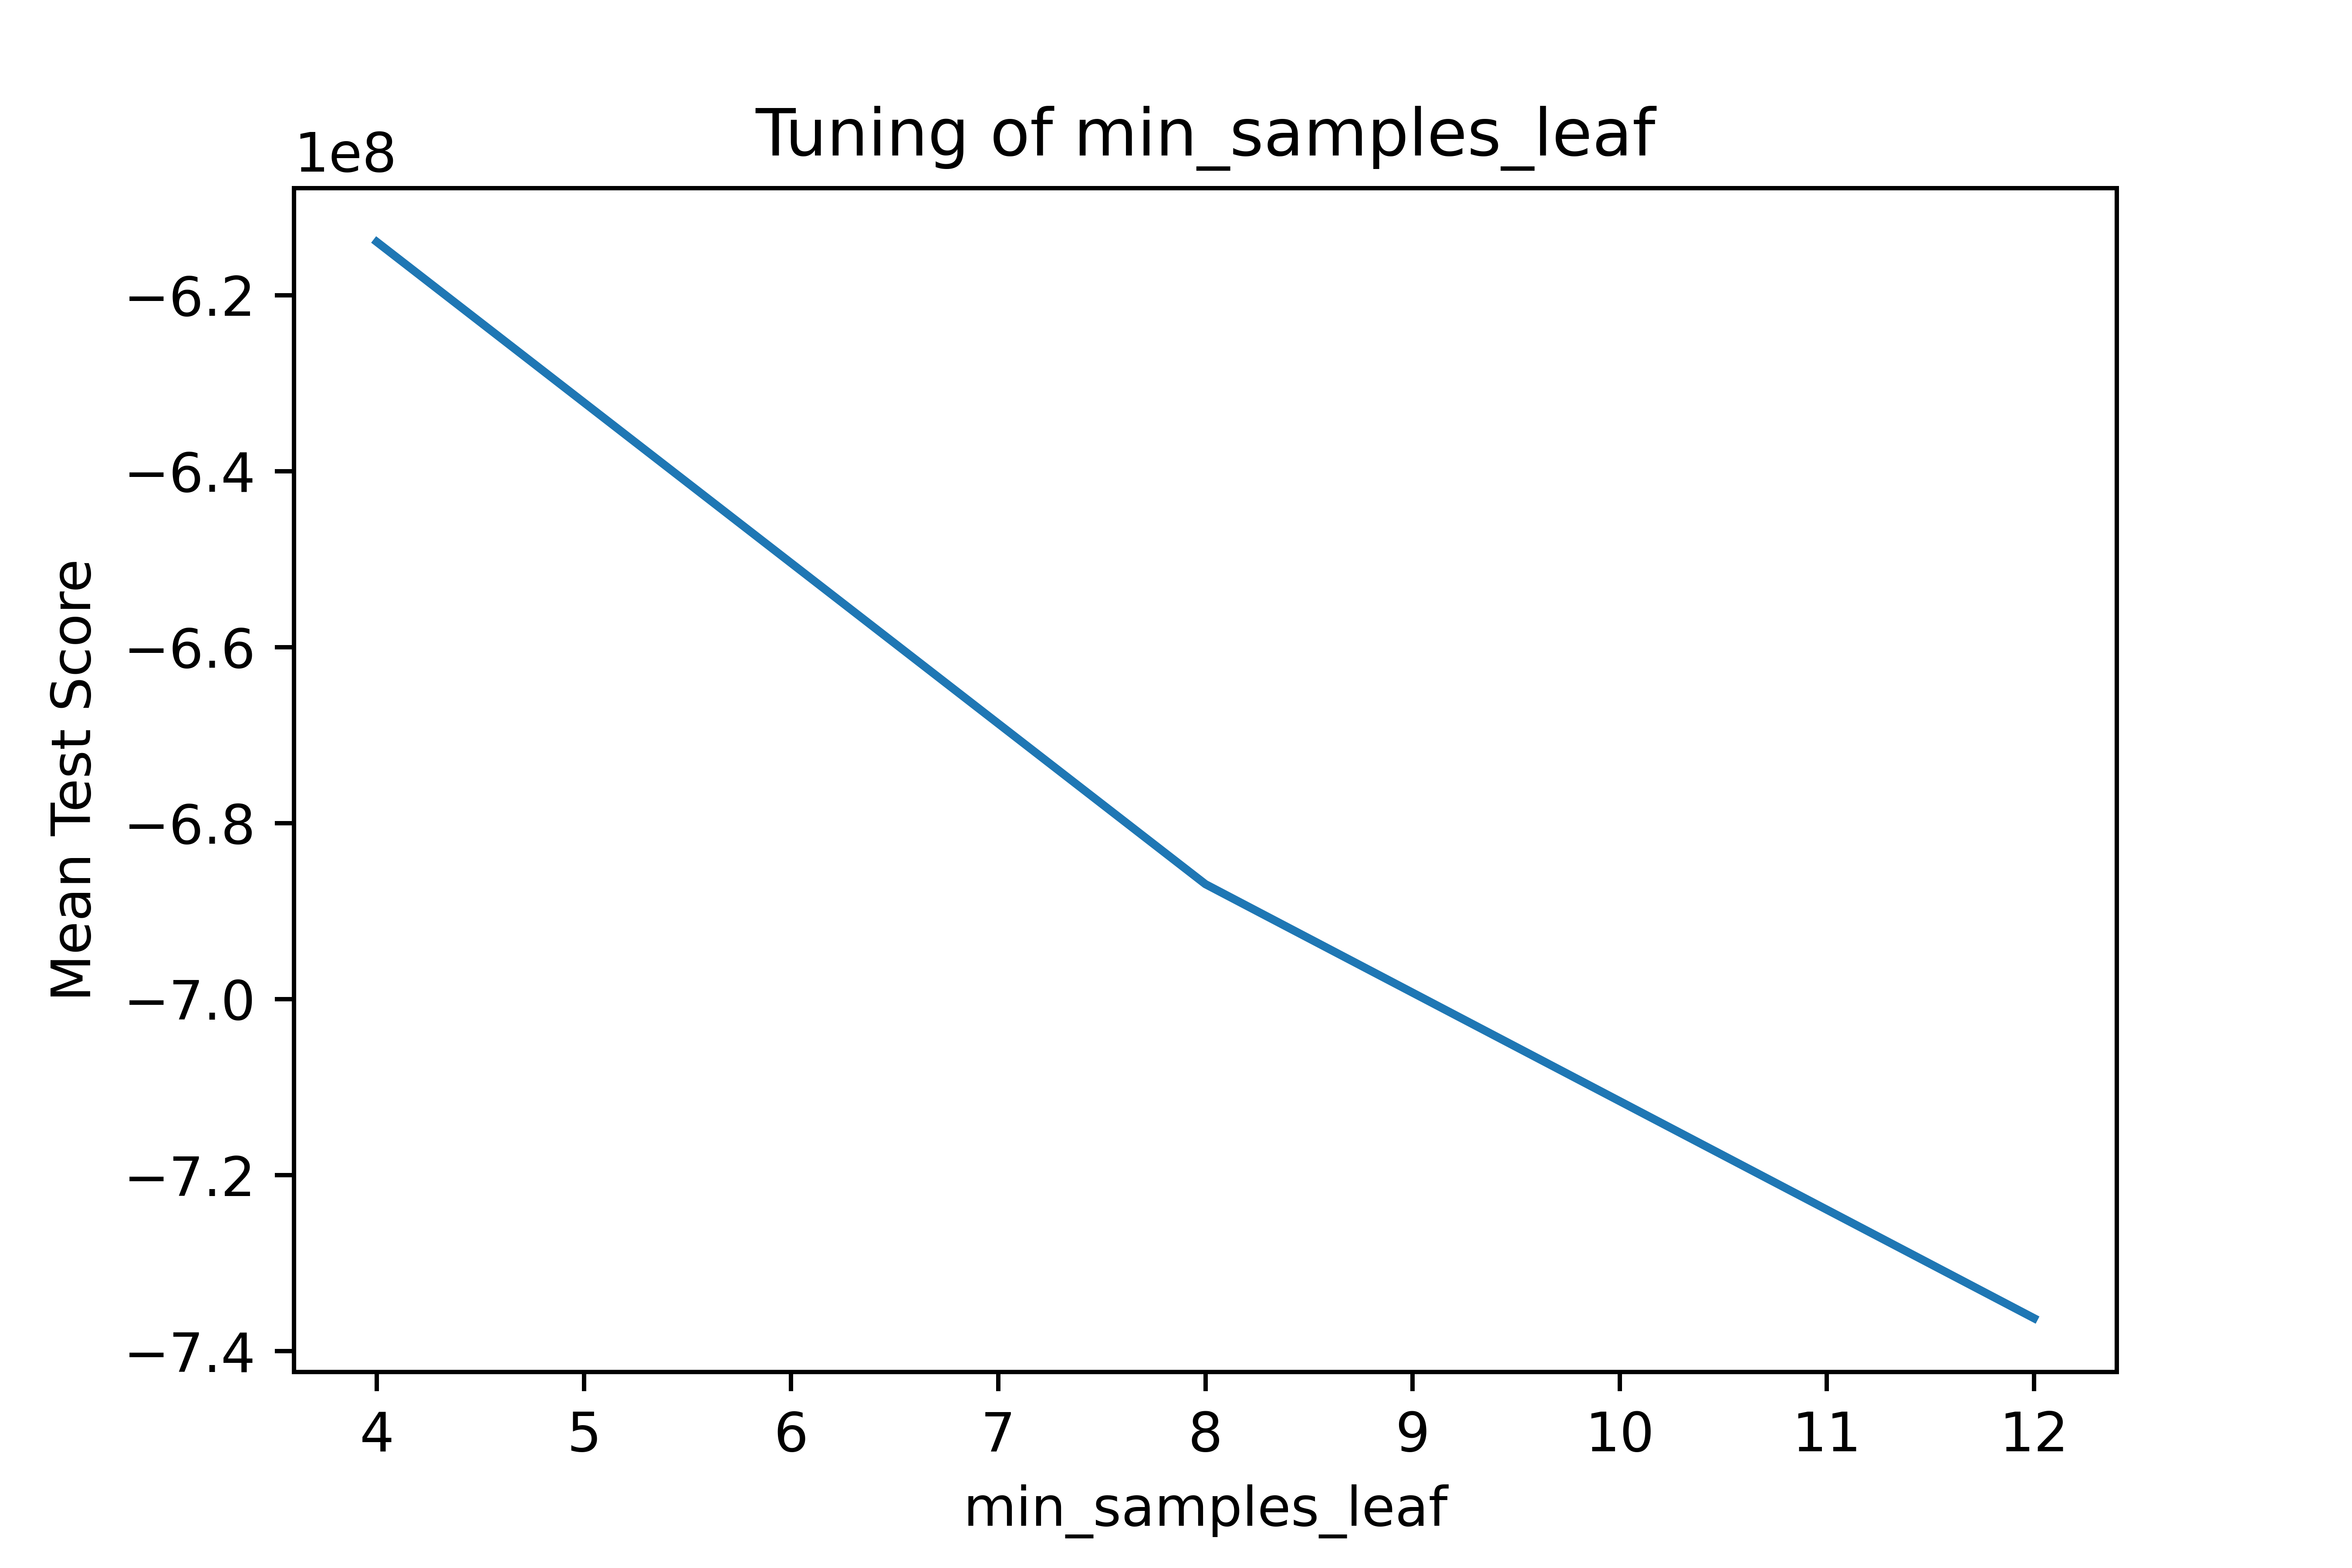 Tuning of min_samples_leaf
1e8
−6.2
−6.4
−6.6
−6.8
−7.0
−7.2
−7.4
Mean Test Score
4 5 6 7 8 9 10 11 12
min_samples_leaf